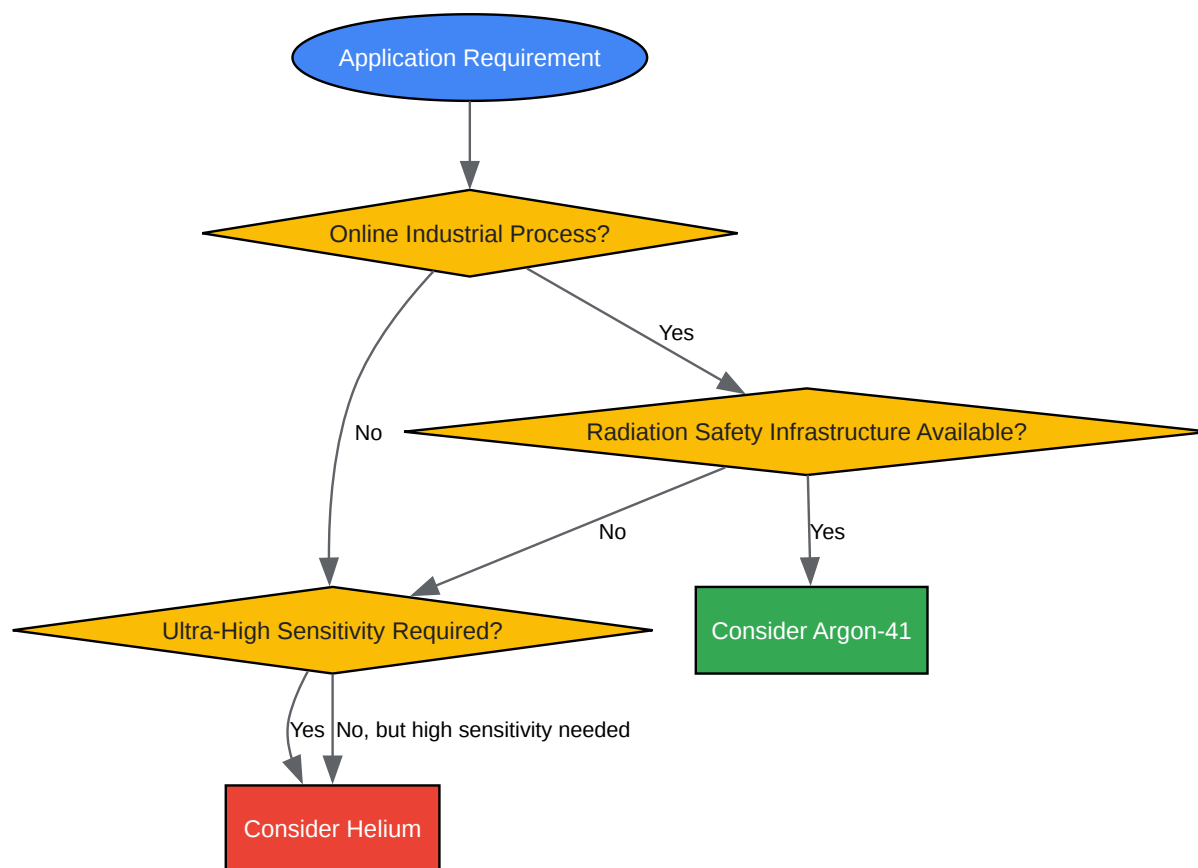 Application Requirement
Online Industrial Process?
Yes
No
Radiation Safety Infrastructure Available?
No
Yes
Ultra-High Sensitivity Required?
Consider Argon-41
Yes
No, but high sensitivity needed
Consider Helium